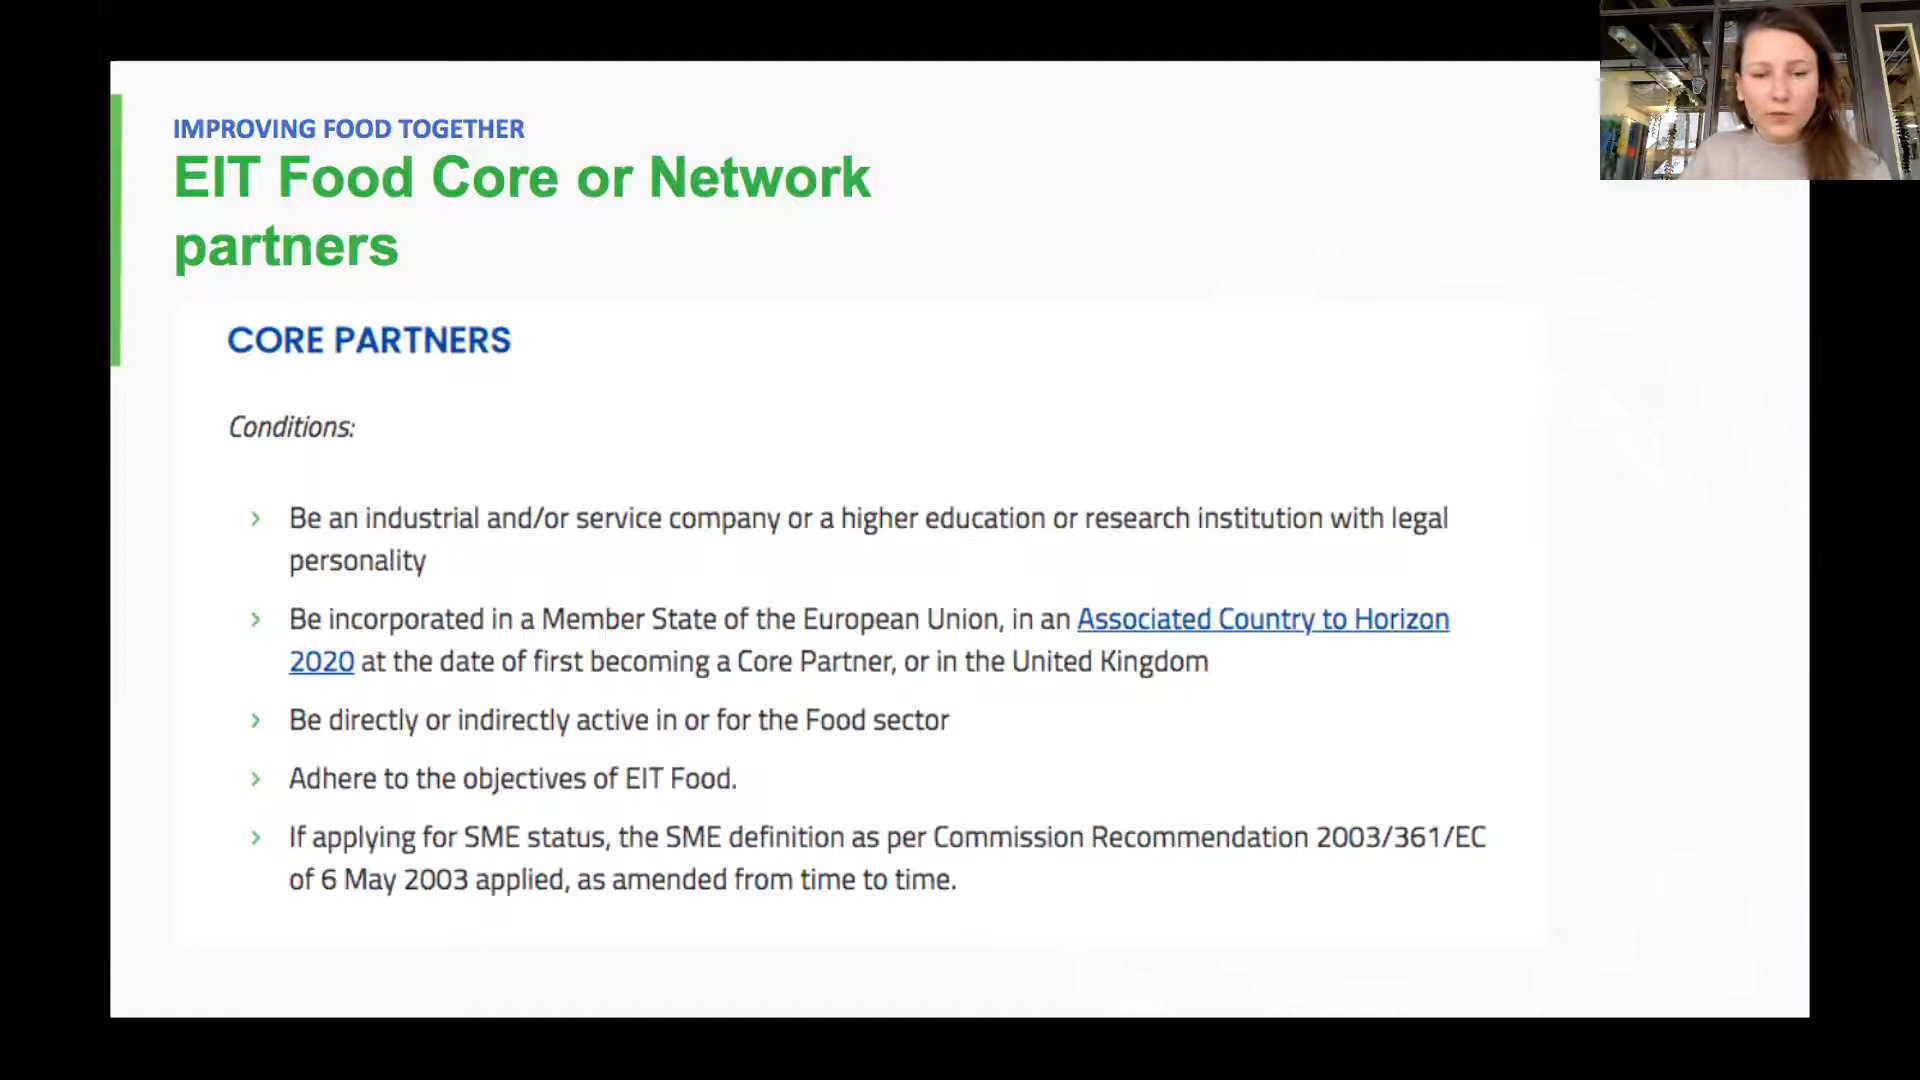 IMPROVING FOOD TOGETHER
EIT Food Core or Network
partners
CORE PARTNERS
Conditions:
Be an industrial and/or service company or a higher education or research institution with legal
personality
Be incorporated in a Member State of the European Union, in an Associated Country to Horizon
2020 at the date of first becoming a Core Partner, or in the United Kingdom
Be directly or indirectly active in or for the Food sector
Adhere to the objectives of EIT Food.
If applying for SME status, the SME definition as per Commission Recommendation 2003/361/EC
of 6 May 2003 applied, as amended from time to time.